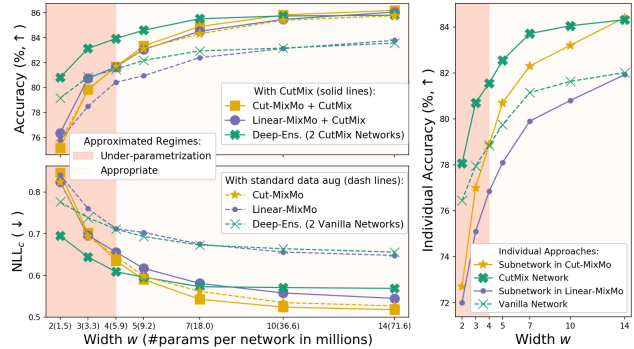 Accuracy (%,↑)
86
84
82
80
78
76
With CutMix (solid lines):
Cut-MixMo + CutMix
Linear-MixMo + CutMix
Deep-Ens. (2 CutMix Networks)
Approximated Regimes:
Under-parametrization
Appropriate
NLLc (↓)
0.8
0.7
0.6
0.5
With standard data aug (dash lines):
Cut-MixMo
Linear-MixMo
Deep-Ens. (2 Vanilla Networks)
2(1.5) 3(3.3) 4(5.9) 5(9.2) 7(18.0) 10(36.6) 14(71.6)
Width w (#params per network in millions)
Individual Accuracy (%,↑)
84
82
80
78
76
74
72
Individual Approaches:
Subnetwork in Cut-MixMo
CutMix Network
Subnetwork in Linear-MixMo
Vanilla Network
2 3 4 5 7 10 14
Width w